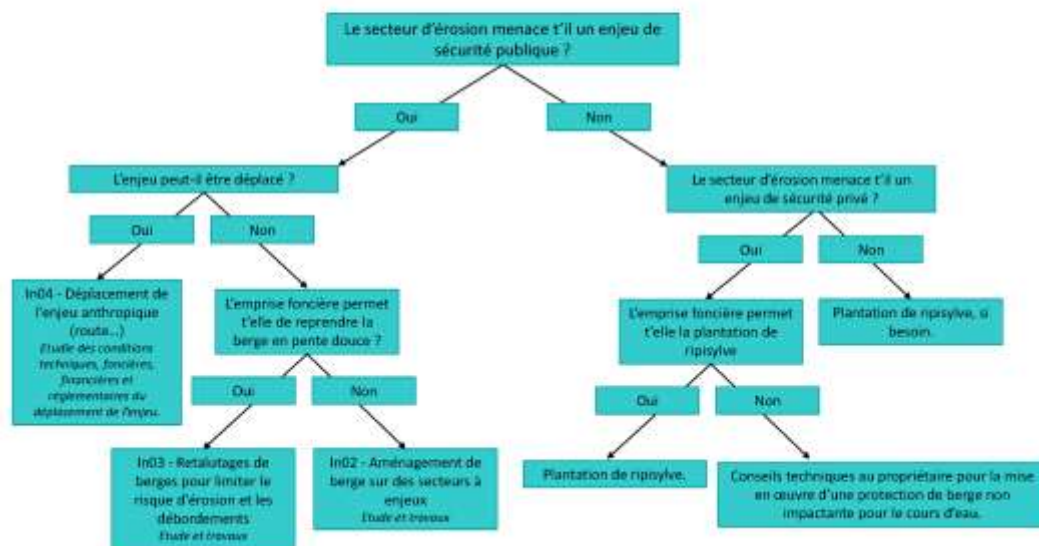 Le secteur d'érosion menace t'il un enjeu de
sécurité publique ?
Oui
Non
L'enjeu peut-il être déplacé ?
Le secteur d'érosion menace t'il un
enjeu de sécurité privé ?
Oui
Non
Oui
Non
In04 - Déplacement de
l'enjeu anthropique
(route...)
Etude des conditions
techniques, foncières,
financières et
règlementaires du
déplacement de l'enjeu.
L'emprise foncière permet
t'elle de reprendre la
berge en pente douce ?
L'emprise foncière permet
t'elle la plantation de
ripisylve
Plantation de ripisylve, si
besoin.
Oui
Non
Oui
Non
In03 - Retalutages de
berges pour limiter le
risque d'érosion et les
débordements
Etude et travaux
In02 - Aménagement de
berge sur des secteurs à
enjeux
Etude et travaux
Plantation de ripisylve.
Conseils techniques au propriétaire pour la mise
en œuvre d'une protection de berge non
impactante pour le cours d'eau.